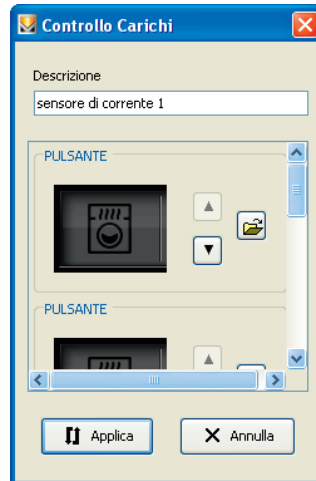 Controllo Carichi
Descrizione
sensore di corrente 1
PULSANTE
PULSANTE
Applica
Annulla